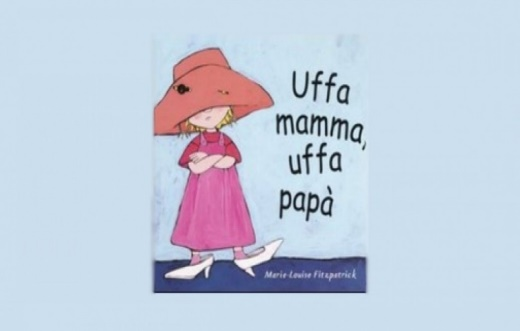 Uffa
mamma,
uffa
papà
Marie-Louise Fitzpatrick